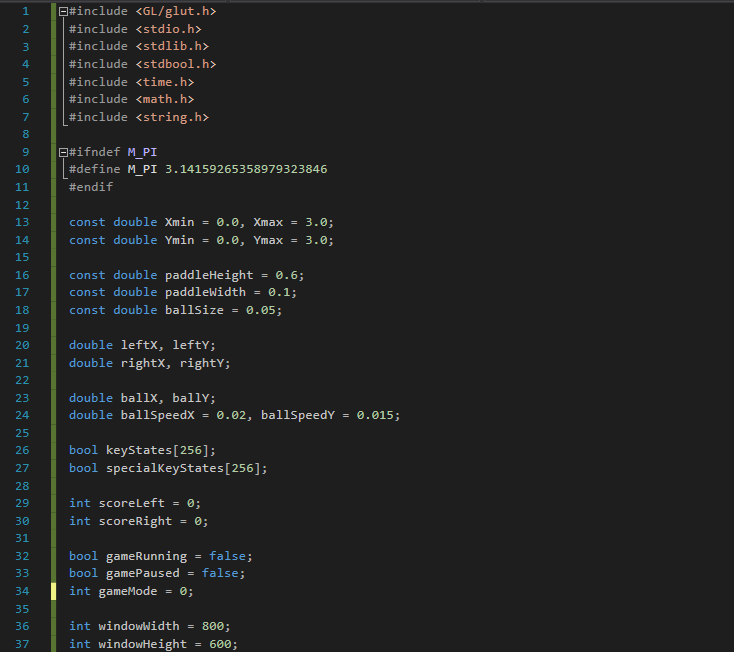 1 #include <GL/glut.h>
2 #include <stdio.h>
3 #include <stdlib.h>
4 #include <stdbool.h>
5 #include <time.h>
6 #include <math.h>
7 #include <string.h>
8
9 #ifndef M_PI
10 #define M_PI 3.14159265358979323846
11 #endif
12
13 const double Xmin = 0.0, Xmax = 3.0;
14 const double Ymin = 0.0, Ymax = 3.0;
15
16 const double paddleHeight = 0.6;
17 const double paddleWidth = 0.1;
18 const double ballSize = 0.05;
19
20 double leftX, leftY;
21 double rightX, rightY;
22
23 double ballX, ballY;
24 double ballSpeedX = 0.02, ballSpeedY = 0.015;
25
26 bool keyStates[256];
27 bool specialKeyStates[256];
28
29 int scoreLeft = 0;
30 int scoreRight = 0;
31
32 bool gameRunning = false;
33 bool gamePaused = false;
34 int gameMode = 0;
35
36 int windowWidth = 800;
37 int windowHeight = 600;